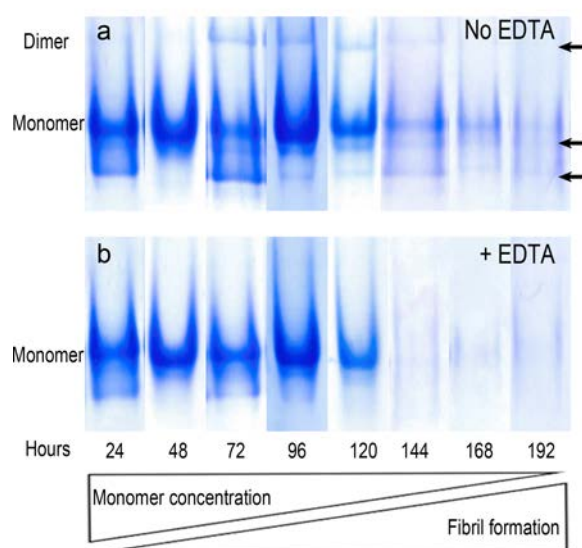 Dimer a No EDTA
Monomer
b + EDTA
Monomer
Hours 24 48 72 96 120 144 168 192
Monomer concentration
Fibril formation